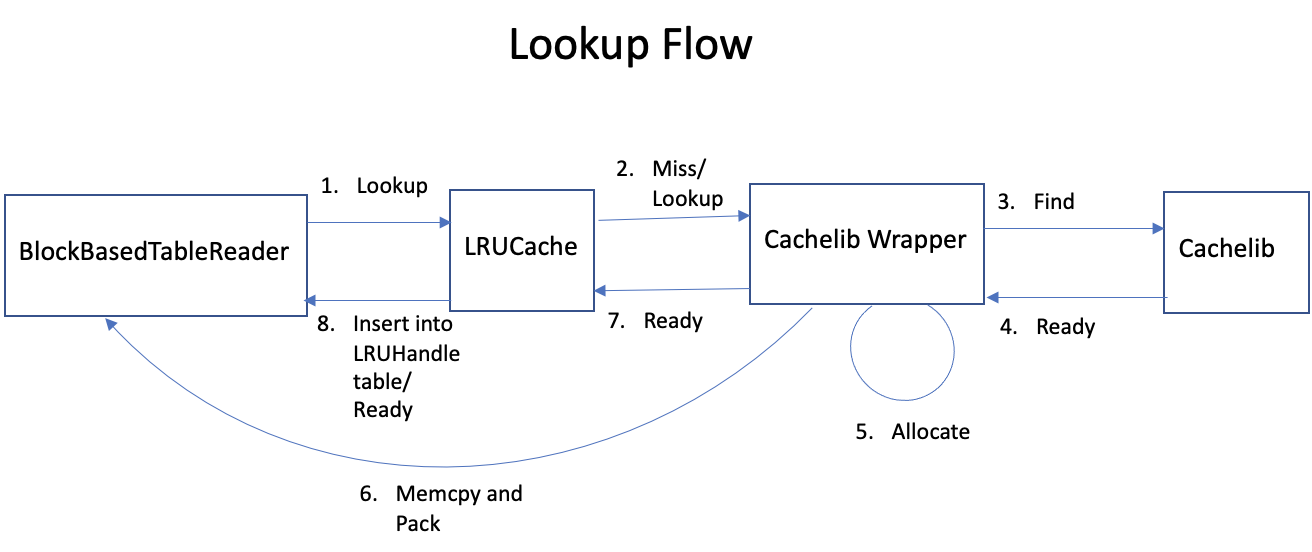 Lookup Flow
1. Lookup
2. Miss/
Lookup
3. Find
BlockBasedTableReader
LRUCache
Cachelib Wrapper
Cachelib
4. Ready
5. Allocate
6. Memcpy and
Pack
7. Ready
8. Insert into
LRUHandle
table/
Ready